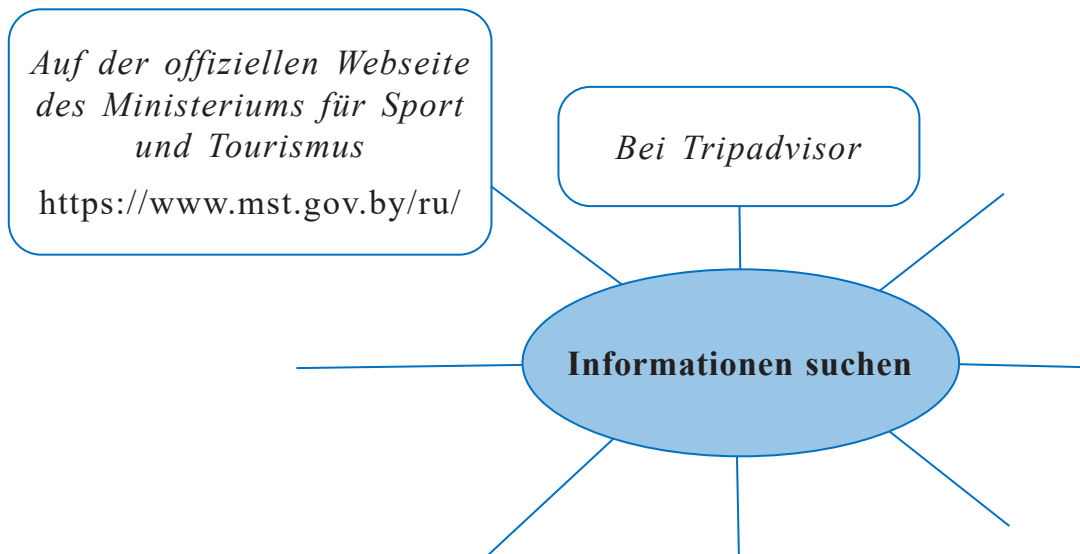 Auf der offiziellen Webseite
des Ministeriums für Sport
und Tourismus
https://www.mst.gov.by/ru/
Bei Tripadvisor
Informationen suchen